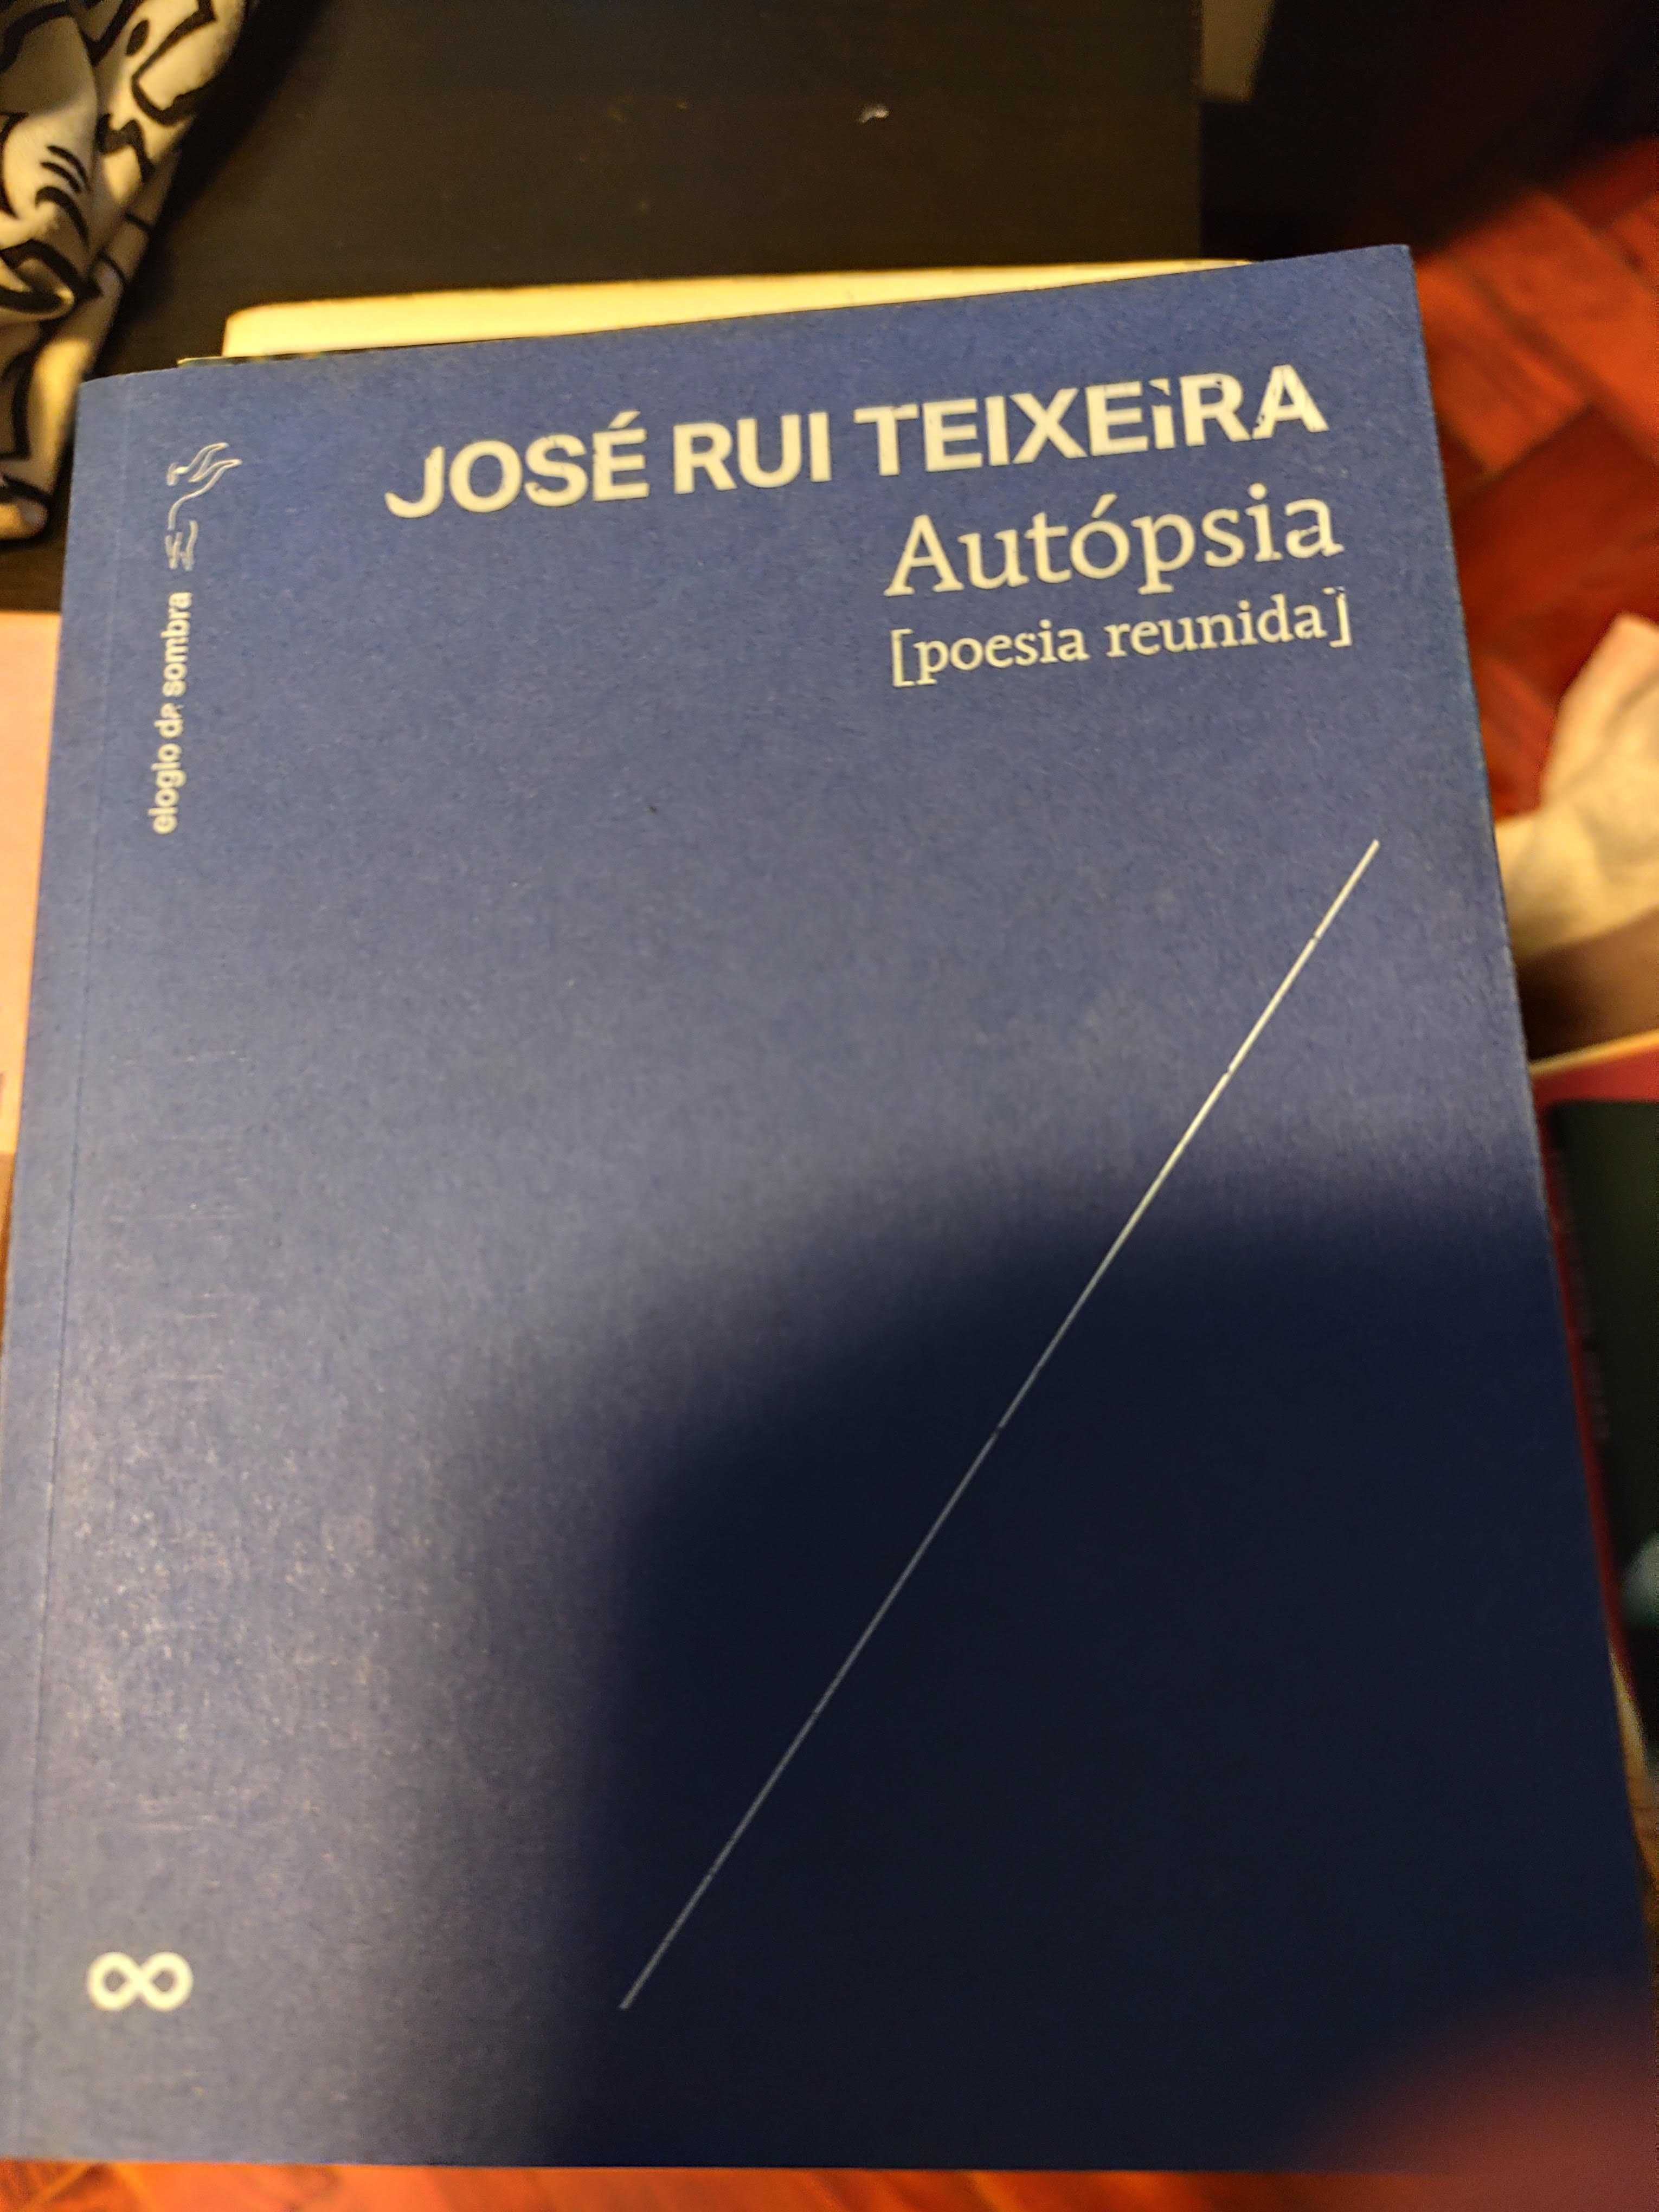 JOSÉ RUI TEIXEIRA
Autópsia
[poesia reunida]
elogio da sombra